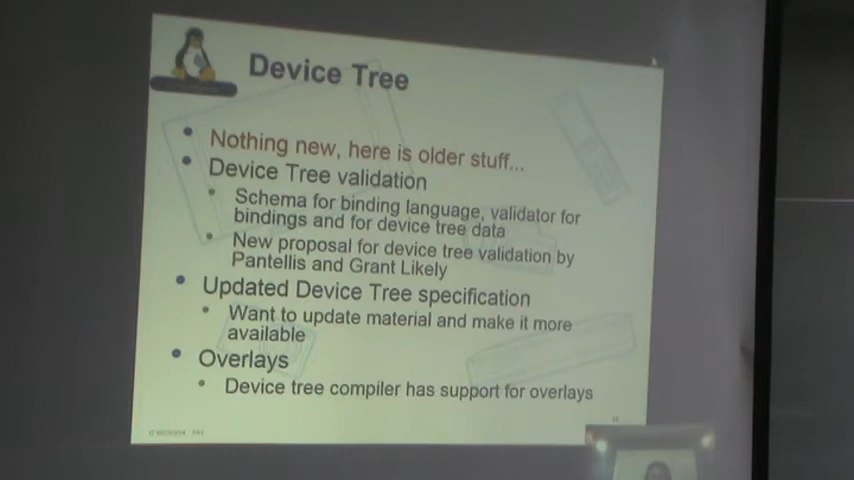 Device Tree
Nothing new, here is older stuff...
Device Tree validation
Schema for binding language, validator for
bindings and for device tree data
New proposal for device tree validation by
Pantellis and Grant Likely
Updated Device Tree specification
Want to update material and make it more
available
Overlays
Device tree compiler has support for overlays